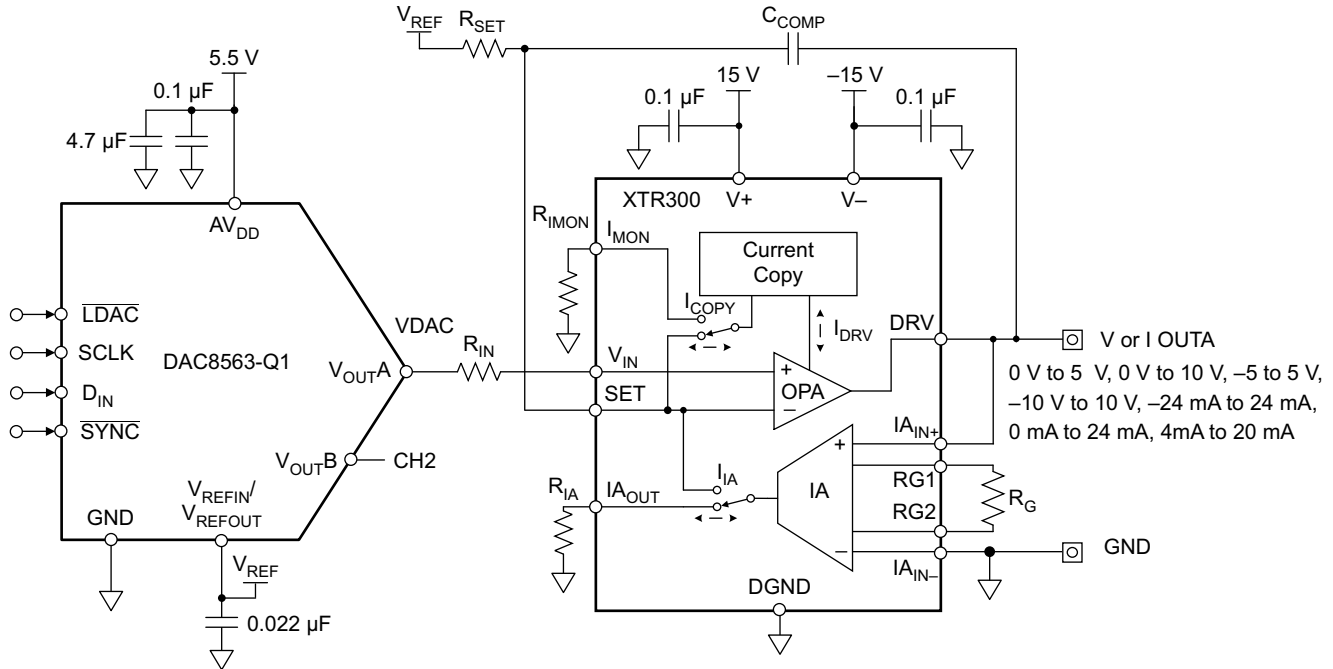 V_REF
R_SET
C_COMP
5.5 V
0.1 µF
4.7 µF
15 V
–15 V
0.1 µF
0.1 µF
XTR300
V+
V–
AV_DD
R_IMON
I_MON
Current
Copy
I_COPY
I_DRV
DRV
LDAC
SCLK
D_IN
SYNC
DAC8563-Q1
VDAC
V_OUTA
R_IN
V_IN
SET
+
OPA
–
V or I OUTA
0 V to 5 V, 0 V to 10 V, –5 to 5 V,
–10 V to 10 V, –24 mA to 24 mA,
0 mA to 24 mA, 4mA to 20 mA
V_OUTB
CH2
IA_IN+
RG1
R_G
RG2
IA_IN–
+
IA
–
I_IA
R_IA
IA_OUT
GND
V_REFIN/
V_REFOUT
V_REF
0.022 µF
DGND
GND